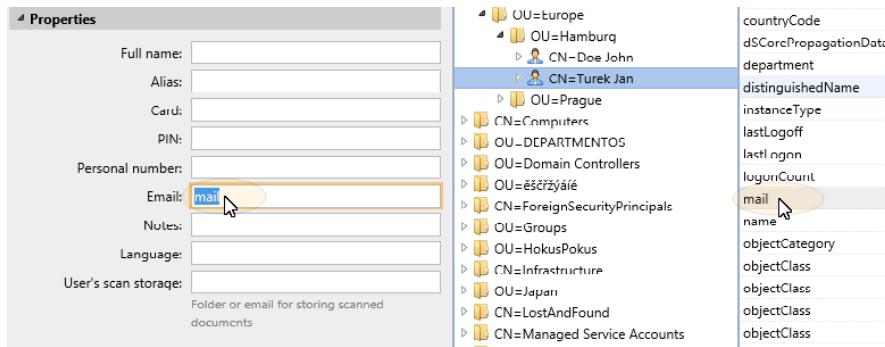 Properties
Full name:
Alias:
Card:
PIN:
Personal number:
Email: mail
Notes:
Language:
User's scan storage:
Folder or email for storing scanned
documents
OU=Europe
OU=Hamburg
CN=Doe John
CN=Turek Jan
OU=Prague
CN=Computers
OU=DEPARTMENTOS
OU=Domain Controllers
OU=ěščřžýáíé
CN=ForeignSecurityPrincipals
OU=Groups
OU=HokusPokus
CN=Infrastructure
OU=Japan
CN=LostAndFound
CN=Managed Service Accounts
countryCode
dSCorePropagationData
department
distinguishedName
instanceType
lastLogoff
lastLogon
logonCount
mail
name
objectCategory
objectClass
objectClass
objectClass
objectClass